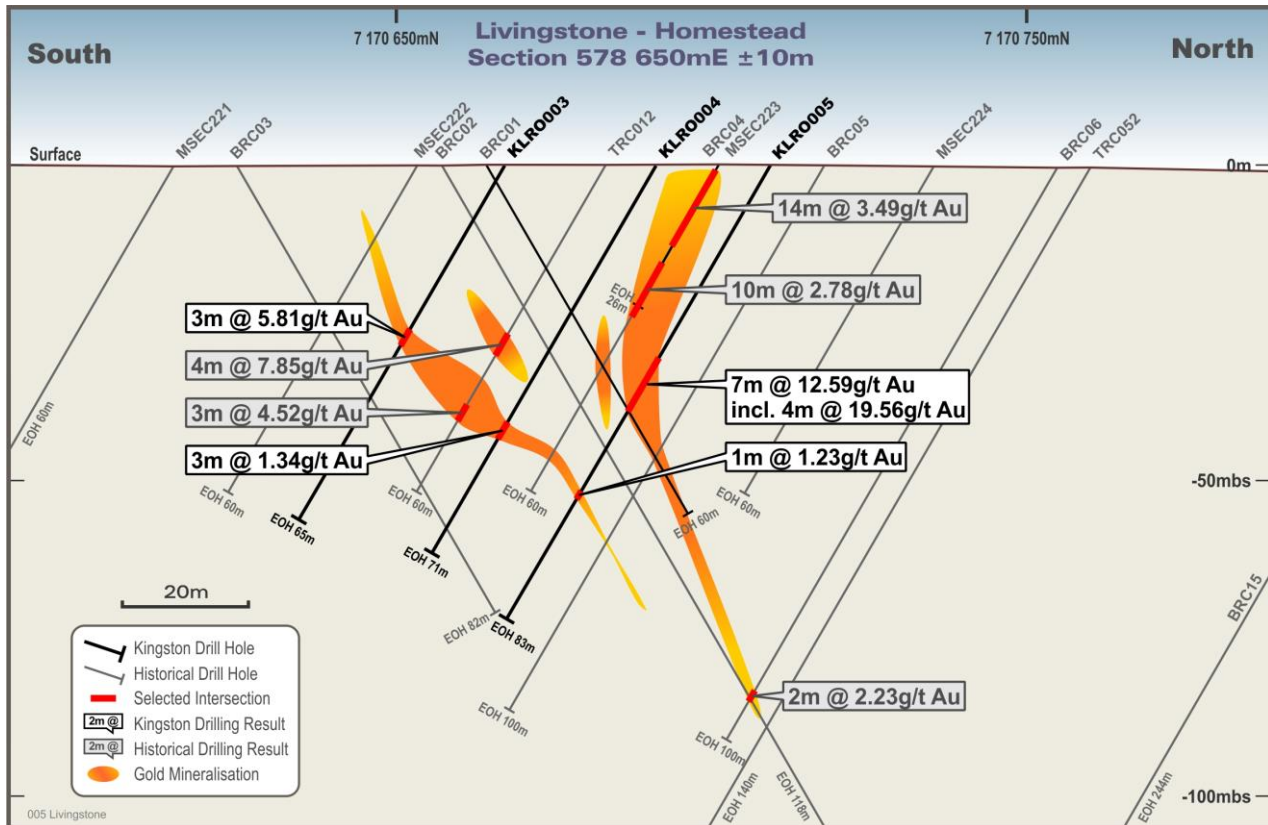 South
7 170 650mN
Livingstone - Homestead
Section 578 650mE ±10m
7 170 750mN
North
MSEC221
BRC03
MSEC222
BRC02
BRC01
KLRO003
TRC012
KLRO004
BRC04
MSEC223
KLRO005
BRC05
MSEC224
BRC06
TRC052
Surface
0m
14m @ 3.49g/t Au
10m @ 2.78g/t Au
EOH
26m
3m @ 5.81g/t Au
4m @ 7.85g/t Au
3m @ 4.52g/t Au
3m @ 1.34g/t Au
7m @ 12.59g/t Au
incl. 4m @ 19.56g/t Au
1m @ 1.23g/t Au
-50mbs
EOH 60m
EOH 60m
EOH 65m
EOH 60m
EOH 71m
EOH 60m
EOH 60m
EOH 60m
EOH 82m
EOH 83m
EOH 100m
BRC15
2m @ 2.23g/t Au
EOH 100m
EOH 140m
EOH 118m
EOH 244m
-100mbs
20m
Kingston Drill Hole
Historical Drill Hole
Selected Intersection
2m @
Kingston Drilling Result
2m @
Historical Drilling Result
Gold Mineralisation
005 Livingstone